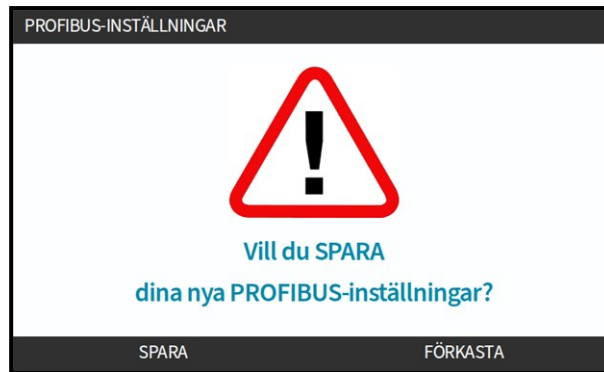 PROFIBUS-INSTÄLLNINGAR
!
Vill du SPARA
dina nya PROFIBUS-inställningar?
SPARA FÖRKASTA